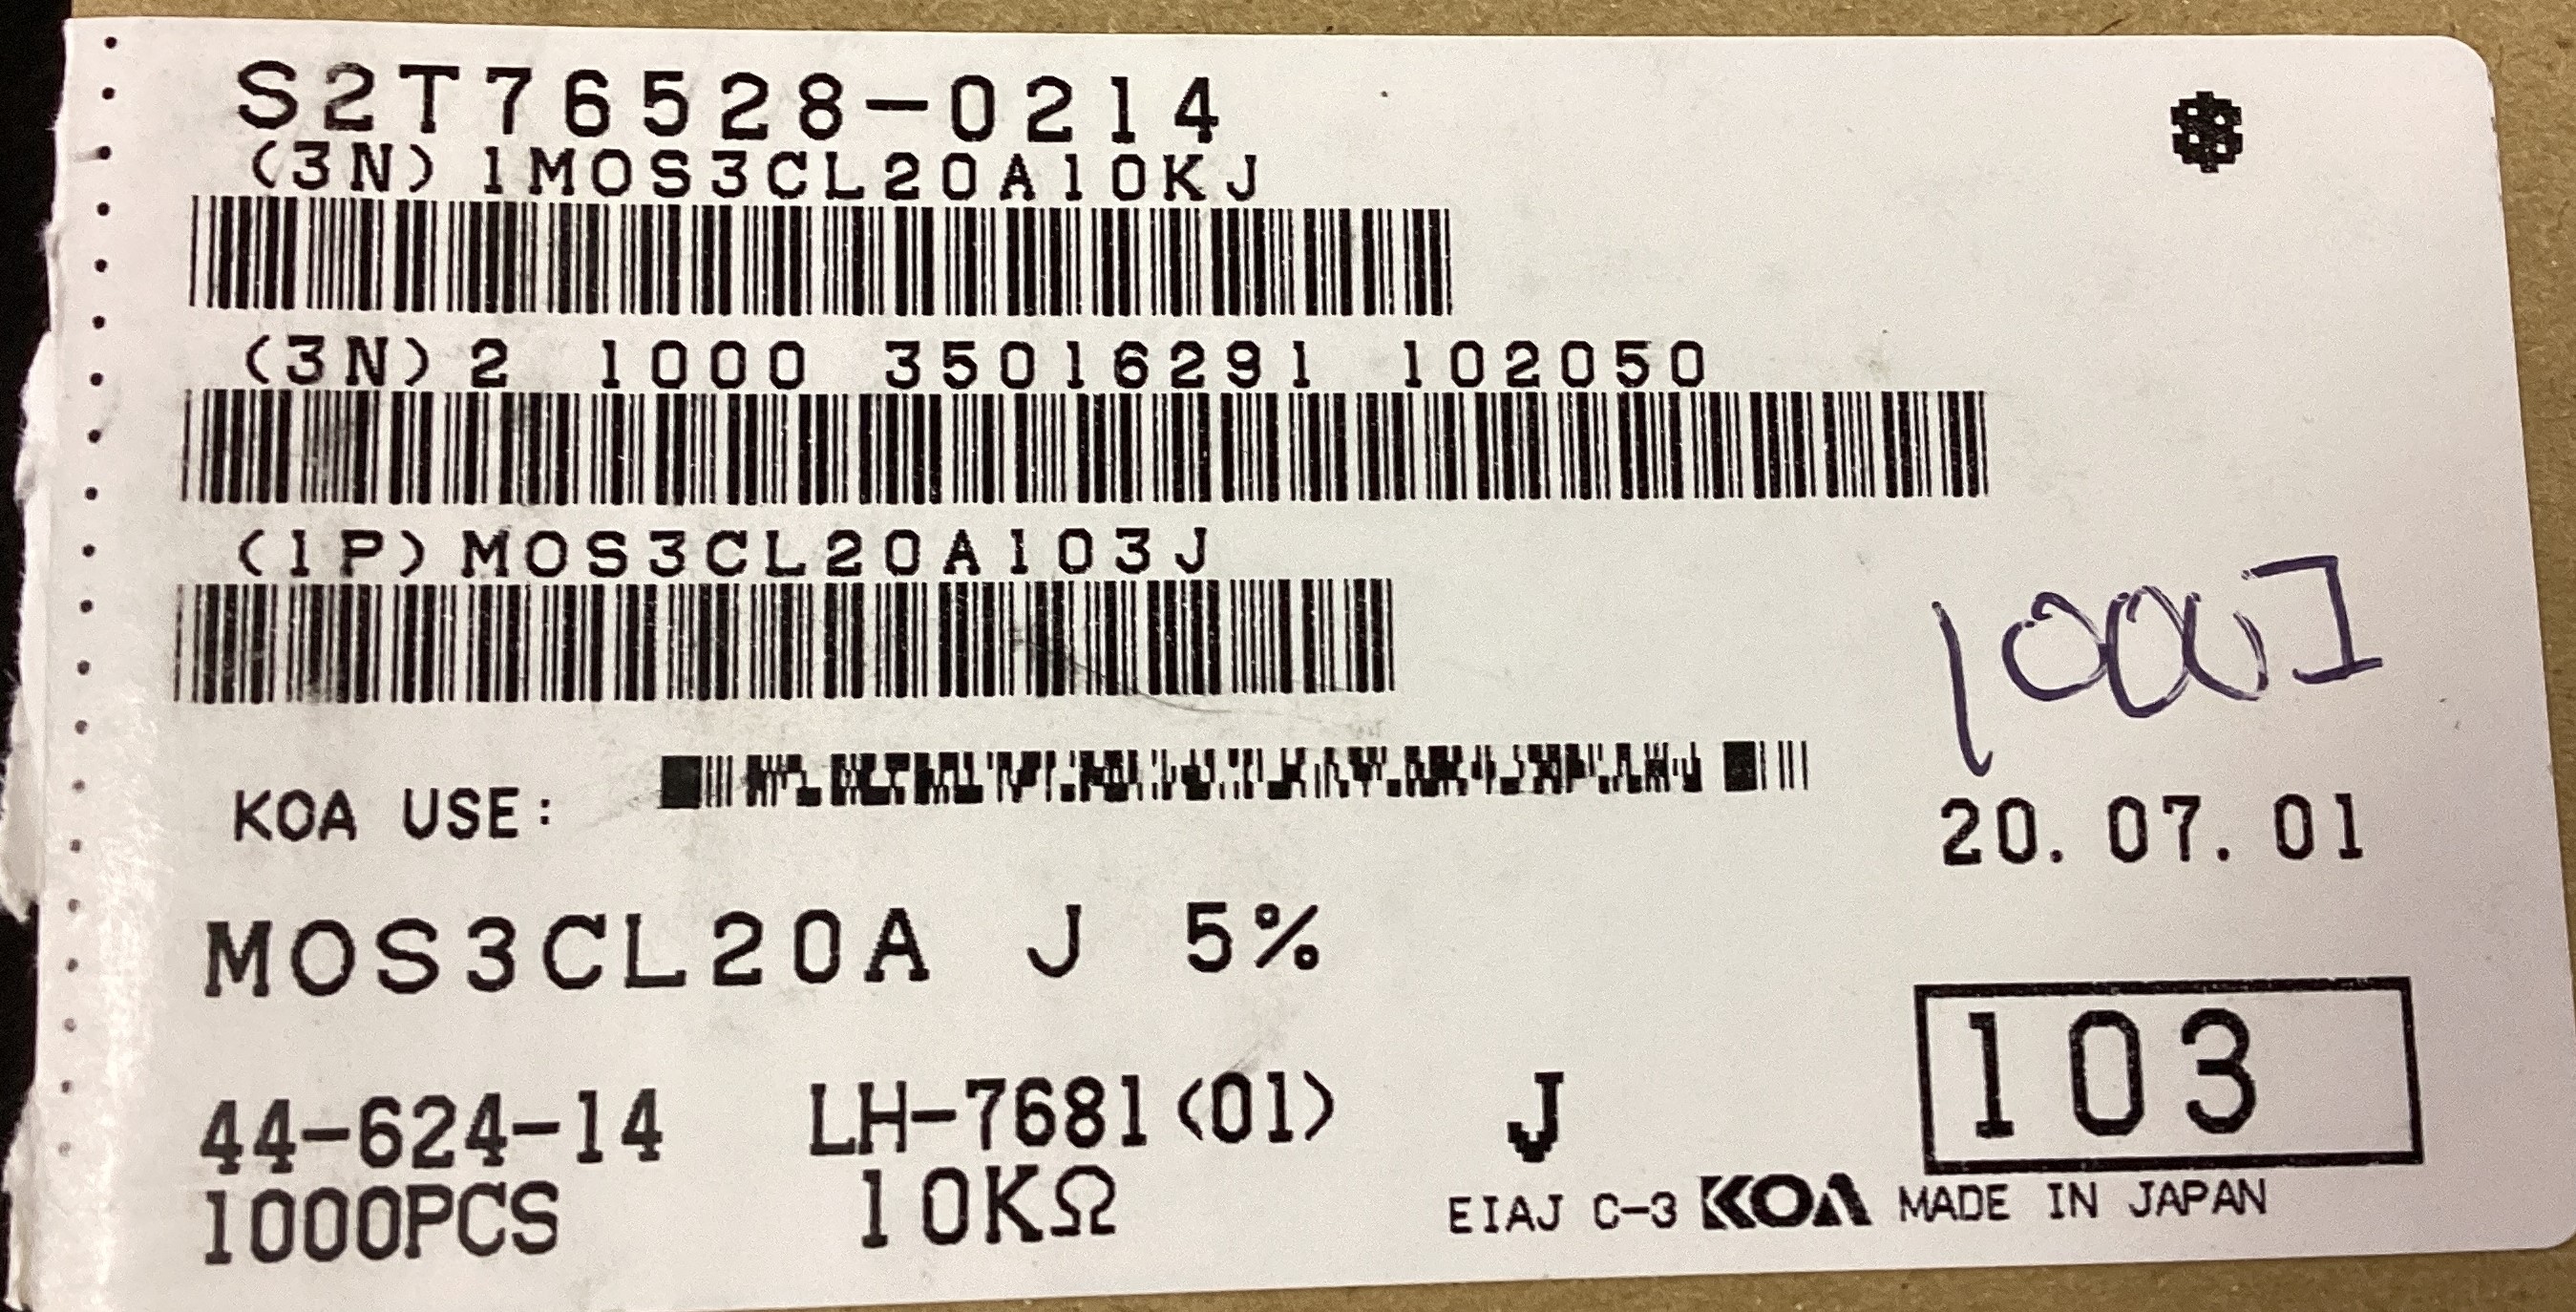 S2T76528-0214
(3N) 1MOS3CL20A10KJ
(3N) 2 1000 35016291 102050
(1P) MOS3CL20A103J
KOA USE:
20. 07. 01
MOS3CL20A J 5%
103
44-624-14 LH-7681<01> J
1000PCS 10KΩ
EIAJ C-3 KOA MADE IN JAPAN